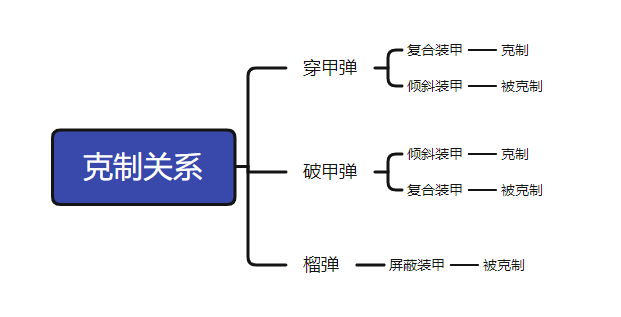 克制关系
穿甲弹
复合装甲 克制
倾斜装甲 被克制
破甲弹
倾斜装甲 克制
复合装甲 被克制
榴弹
屏蔽装甲 被克制